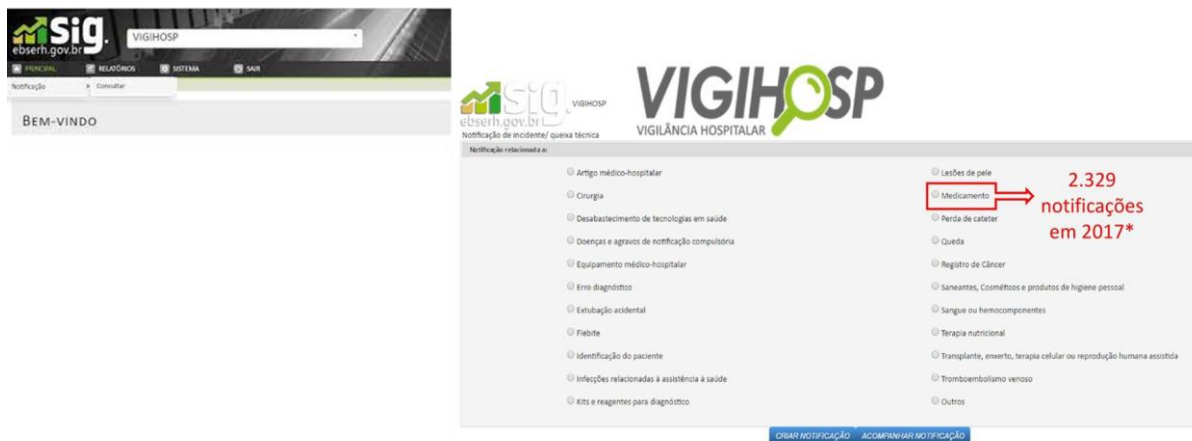 Sig.
ebserh.gov.br
VIGIHOSP
PRINCIPAL
RELATÓRIOS
SISTEMA
SAIR
Notificação
Consultar
BEM-VINDO
Sig.
ebserh.gov.br
VIGIHOSP
Notificação de incidente/ queixa técnica
VIGIHOSP
VIGILÂNCIA HOSPITALAR
Notificação relacionada a:
Artigo médico-hospitalar
Cirurgia
Desabastecimento de tecnologias em saúde
Doenças e agravos de notificação compulsória
Equipamento médico-hospitalar
Erro diagnóstico
Extubação acidental
Flebite
Identificação do paciente
Infecções relacionadas à assistência à saúde
Kits e reagentes para diagnóstico
Lesões de pele
Medicamento
Perda de cateter
Queda
Registro de Câncer
Saneantes, Cosméticos e produtos de higiene pessoal
Sangue ou hemocomponentes
Terapia nutricional
Transplante, enxerto, terapia celular ou reprodução humana assistida
Tromboembolismo venoso
Outros
2.329
notificações
em 2017*
CRIAR NOTIFICAÇÃO
ACOMPANHAR NOTIFICAÇÃO